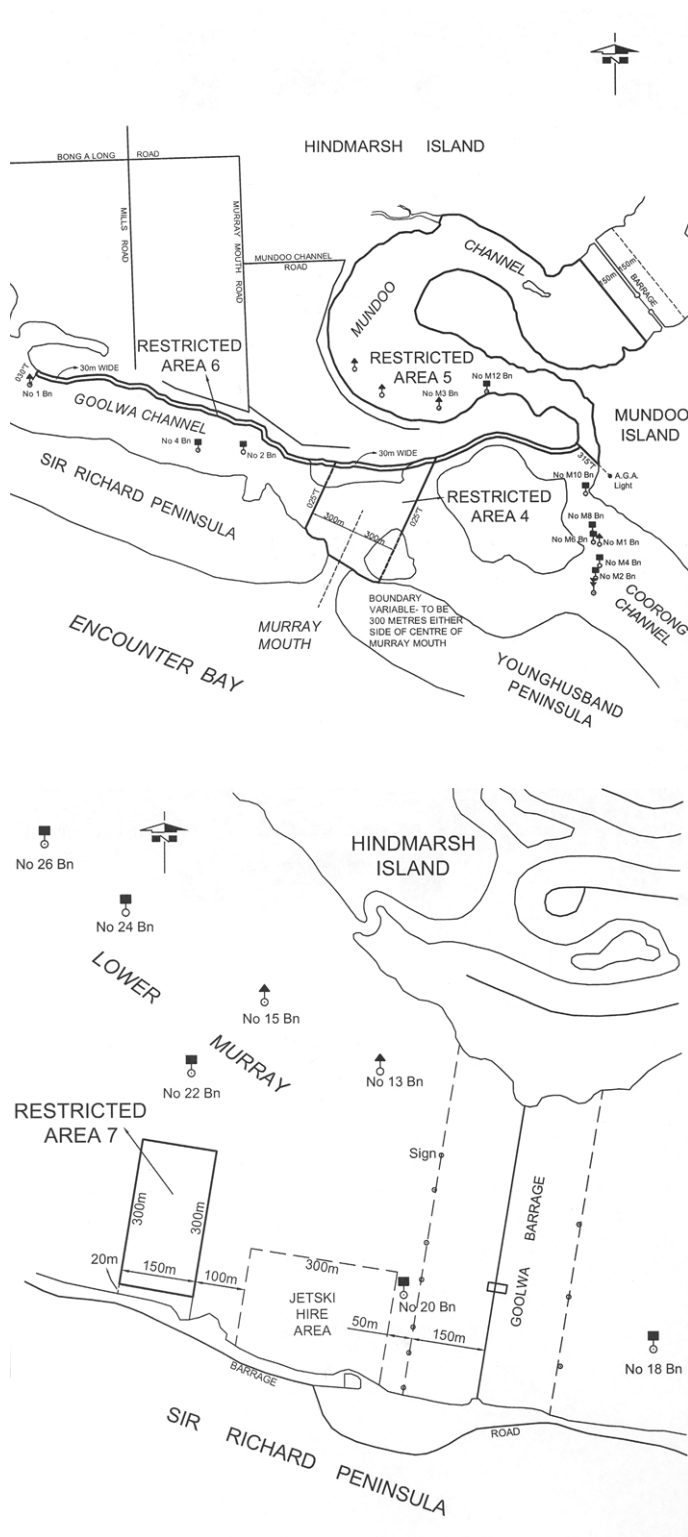 N
HINDMARSH ISLAND
BONG A LONG ROAD
MILLS ROAD
MURRAY MOUTH ROAD
MUNDOO CHANNEL
ROAD
MUNDOO
CHANNEL
150m
150m
BARRAGE
RESTRICTED
AREA 6
RESTRICTED
AREA 5
030°T
30m WIDE
No 1 Bn
No M12 Bn
No M3 Bn
GOOLWA CHANNEL
MUNDOO
ISLAND
No 4 Bn
No 2 Bn
30m WIDE
315°T
SIR RICHARD PENINSULA
A.G.A.
Light
No M10 Bn
025°T
025°T
RESTRICTED
AREA 4
300m
300m
No M8 Bn
No M6 Bn
No M1 Bn
No M4 Bn
No M2 Bn
COORONG
CHANNEL
BOUNDARY
VARIABLE- TO BE
300 METRES EITHER
SIDE OF CENTRE OF
MURRAY MOUTH
MURRAY
MOUTH
ENCOUNTER BAY
YOUNGHUSBAND
PENINSULA
N
HINDMARSH
ISLAND
No 26 Bn
No 24 Bn
LOWER
MURRAY
No 15 Bn
No 22 Bn
No 13 Bn
RESTRICTED
AREA 7
Sign
300m
300m
20m
150m
100m
300m
JETSKI
HIRE
AREA
No 20 Bn
50m
150m
GOOLWA BARRAGE
No 18 Bn
BARRAGE
ROAD
SIR RICHARD PENINSULA